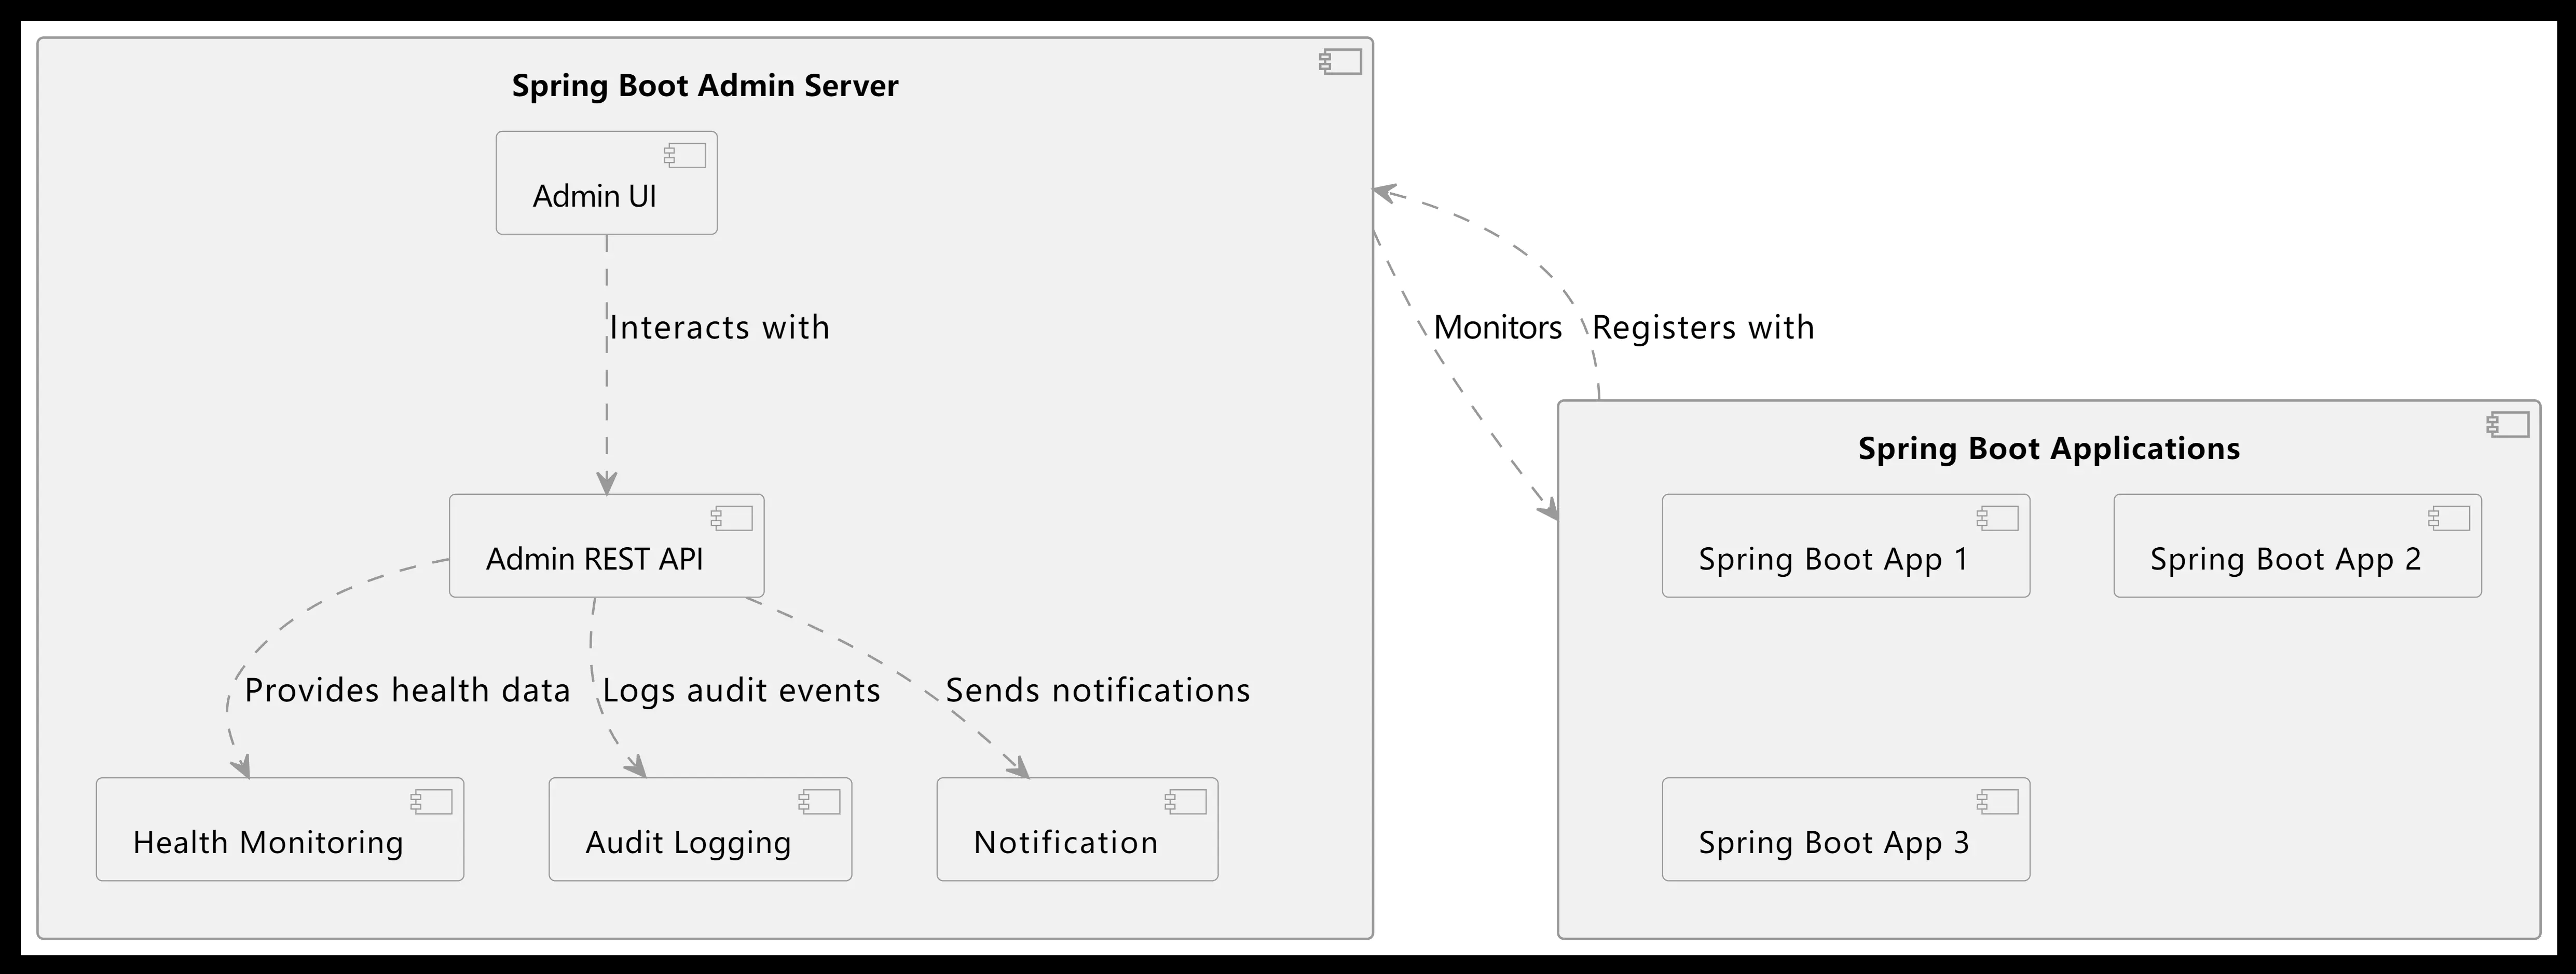 Spring Boot Admin Server
Admin UI
Interacts with
Monitors
Registers with
Spring Boot Applications
Admin REST API
Spring Boot App 1
Spring Boot App 2
Provides health data
Logs audit events
Sends notifications
Health Monitoring
Audit Logging
Notification
Spring Boot App 3